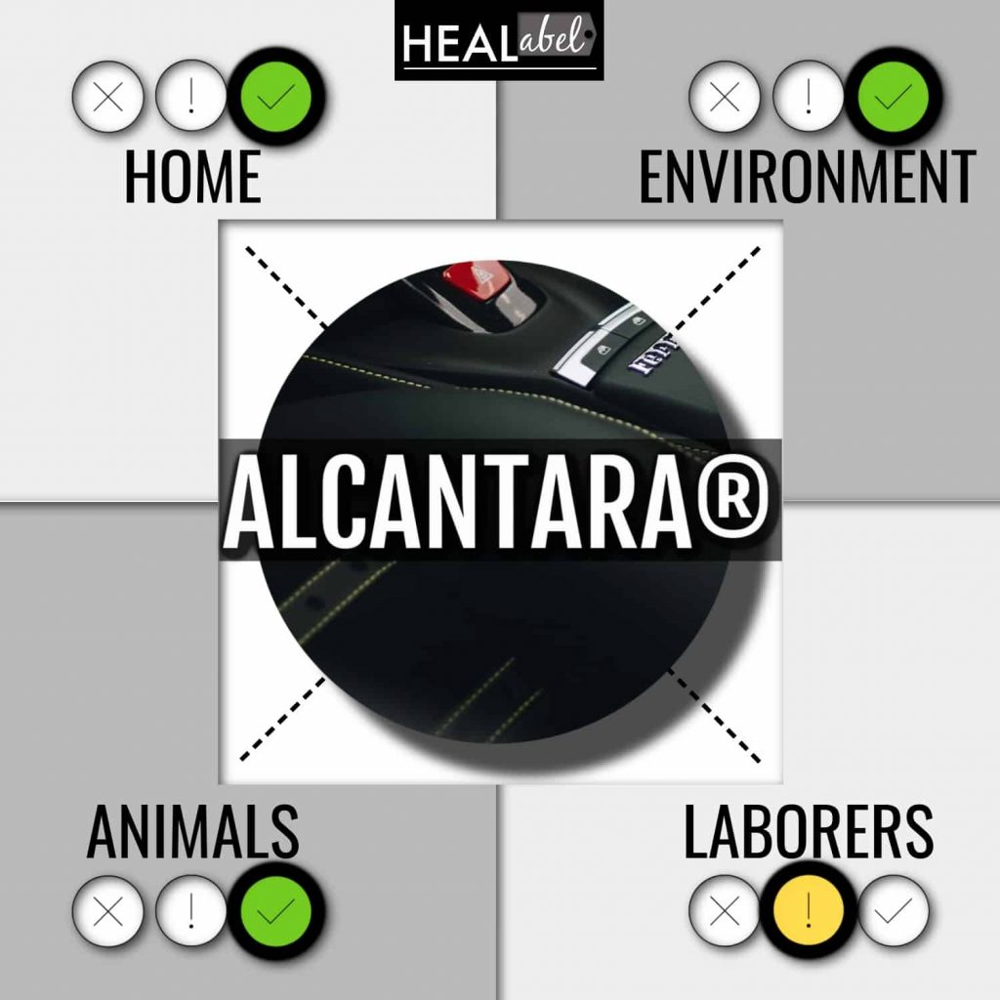 HEALabel
HOME
ENVIRONMENT
ALCANTARA®
ANIMALS
LABORERS